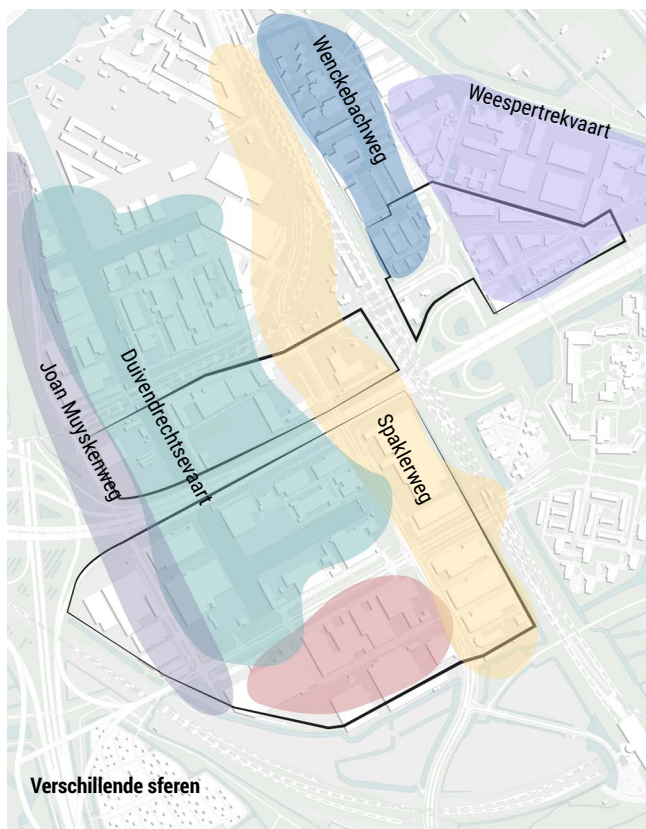 Wenckebachweg
Weespertrekvaart
Duivendrechtsevaart
Joan Muyskenweg
Spaklerweg
Verschillende sferen